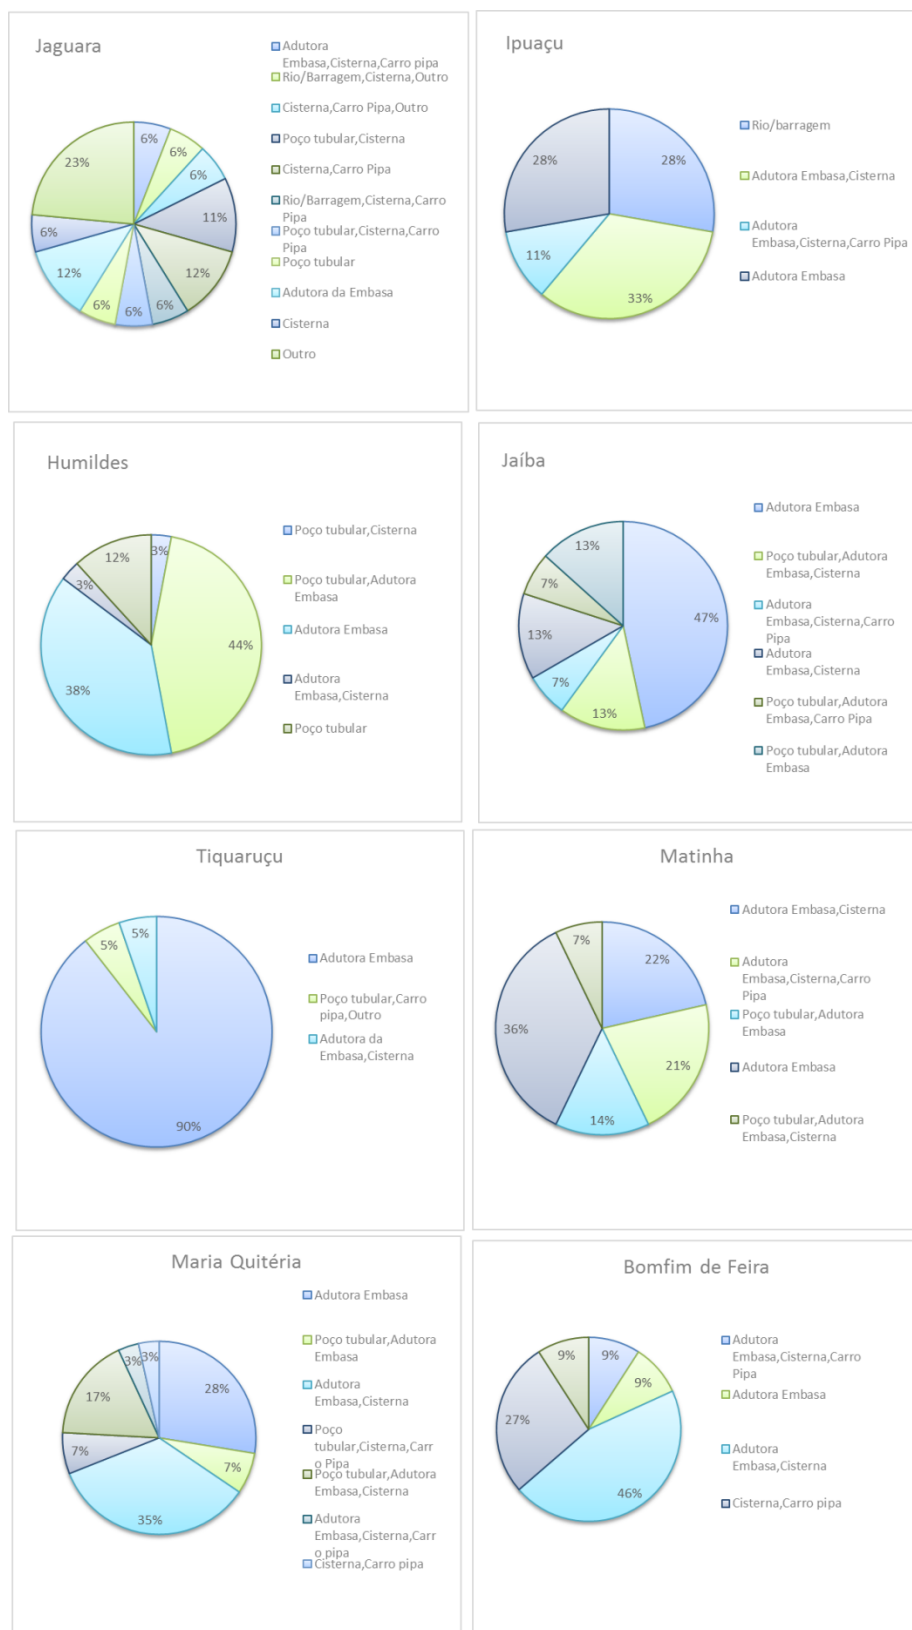 Jaguara
Adutora
Embasa,Cisterna,Carro pipa
Rio/Barragem,Cisterna,Outro
Cisterna,Carro Pipa,Outro
Poço tubular,Cisterna
Cisterna,Carro Pipa
Rio/Barragem,Cisterna,Carro
Pipa
Poço tubular,Cisterna,Carro
Pipa
Poço tubular
Adutora da Embasa
Cisterna
Outro
6%
6%
6%
11%
12%
6%
6%
6%
12%
6%
23%
Ipuaçu
Rio/barragem
Adutora Embasa,Cisterna
Adutora
Embasa,Cisterna,Carro Pipa
Adutora Embasa
28%
33%
11%
28%
Humildes
Poço tubular,Cisterna
Poço tubular,Adutora
Embasa
Adutora Embasa
Adutora
Embasa,Cisterna
Poço tubular
3%
44%
38%
3%
12%
Jaíba
Adutora Embasa
Poço tubular,Adutora
Embasa,Cisterna
Adutora
Embasa,Cisterna,Carro
Pipa
Adutora
Embasa,Cisterna
Poço tubular,Adutora
Embasa,Carro Pipa
Poço tubular,Adutora
Embasa
47%
13%
7%
13%
7%
13%
Tiquaruçu
Adutora Embasa
Poço tubular,Carro
pipa,Outro
Adutora da
Embasa,Cisterna
90%
5%
5%
Matinha
Adutora Embasa,Cisterna
Adutora
Embasa,Cisterna,Carro
Pipa
Poço tubular,Adutora
Embasa
Adutora Embasa
Poço tubular,Adutora
Embasa,Cisterna
22%
21%
14%
36%
7%
Maria Quitéria
Adutora Embasa
Poço tubular,Adutora
Embasa
Adutora
Embasa,Cisterna
Poço
tubular,Cisterna,Carr
o Pipa
Poço tubular,Adutora
Embasa,Cisterna
Adutora
Embasa,Cisterna,Carr
o pipa
Cisterna,Carro pipa
28%
7%
35%
7%
17%
3%
3%
Bomfim de Feira
Adutora
Embasa,Cisterna,Carro
Pipa
Adutora Embasa
Adutora
Embasa,Cisterna
Cisterna,Carro pipa
9%
9%
46%
27%
9%